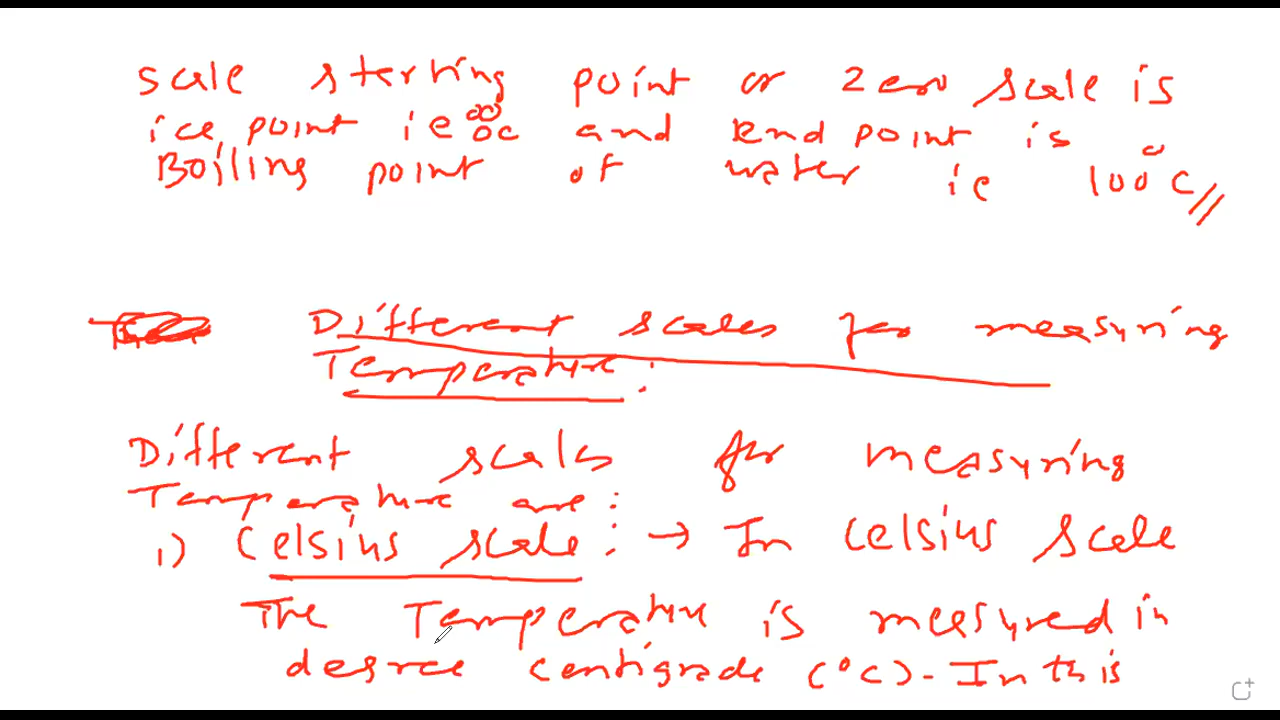 scale sterting point or Zero scale is
ice point ie 0°c and End point is
Boiling point of water ie 100°C//
Different scales for measuring
Temperature :
Different scales for measuring
Temperature are :
1) Celsius scale : → In Celsius scale
The Temperature is measured in
desree centigrade (°C). In this